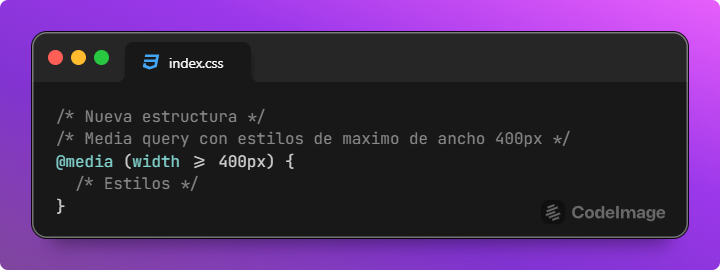 index.css
/* Nueva estructura */
/* Media query con estilos de maximo de ancho 400px */
@media (width >= 400px) {
/* Estilos */
}
CodeImage